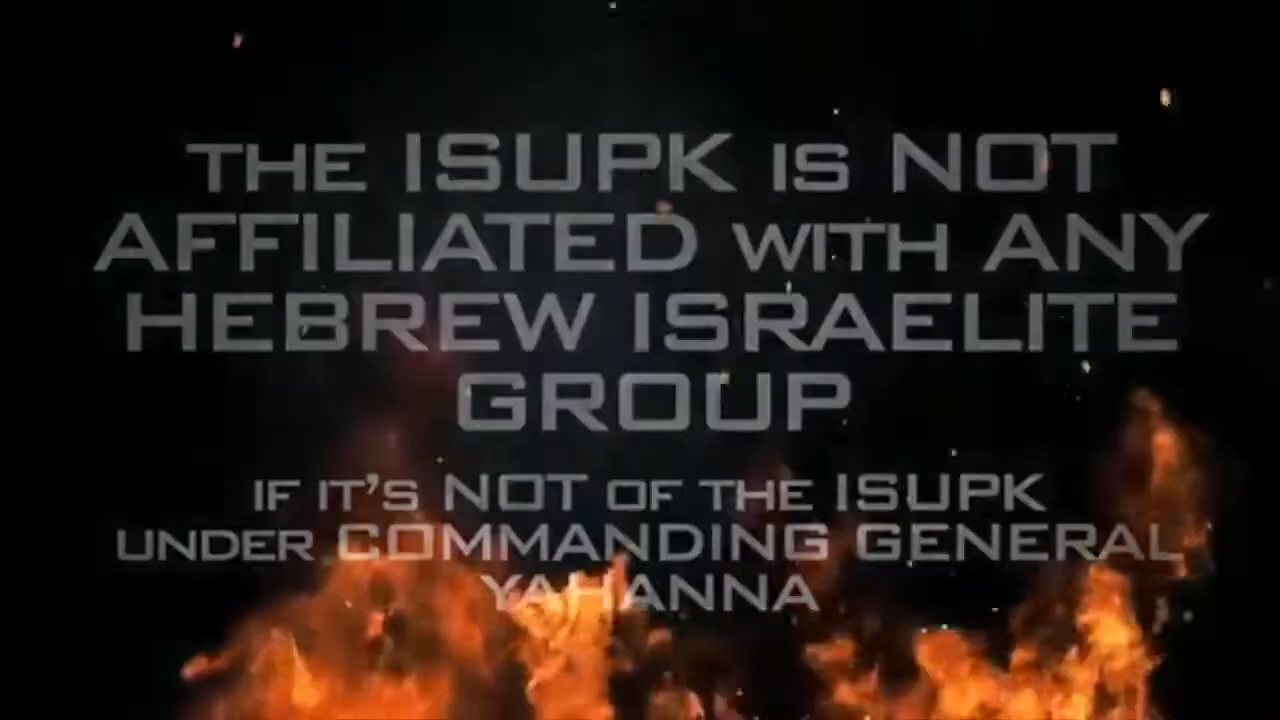 THE ISUPK IS NOT
AFFILIATED WITH ANY
HEBREW ISRAELITE
GROUP
IF IT'S NOT OF THE ISUPK
UNDER COMMANDING GENERAL
YAHANNA